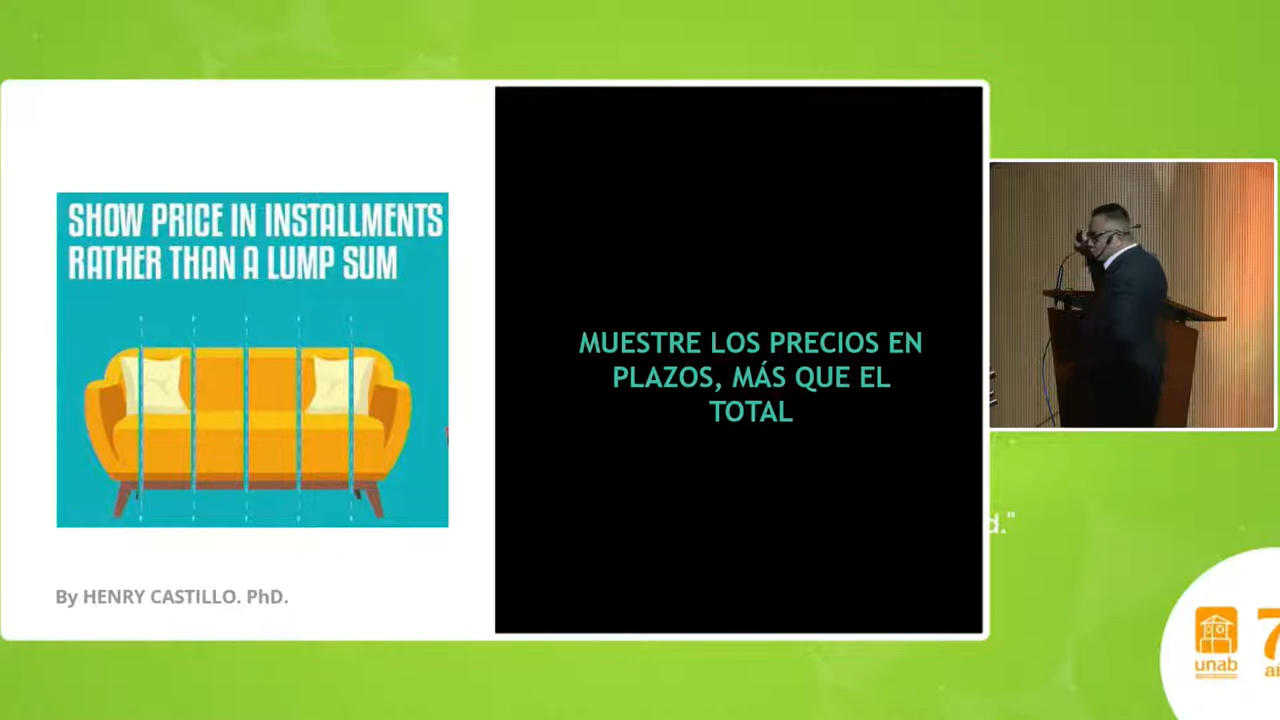 SHOW PRICE IN INSTALLMENTS
RATHER THAN A LUMP SUM
By HENRY CASTILLO. PhD.
MUESTRE LOS PRECIOS EN
PLAZOS, MÁS QUE EL
TOTAL
d."
unab
7